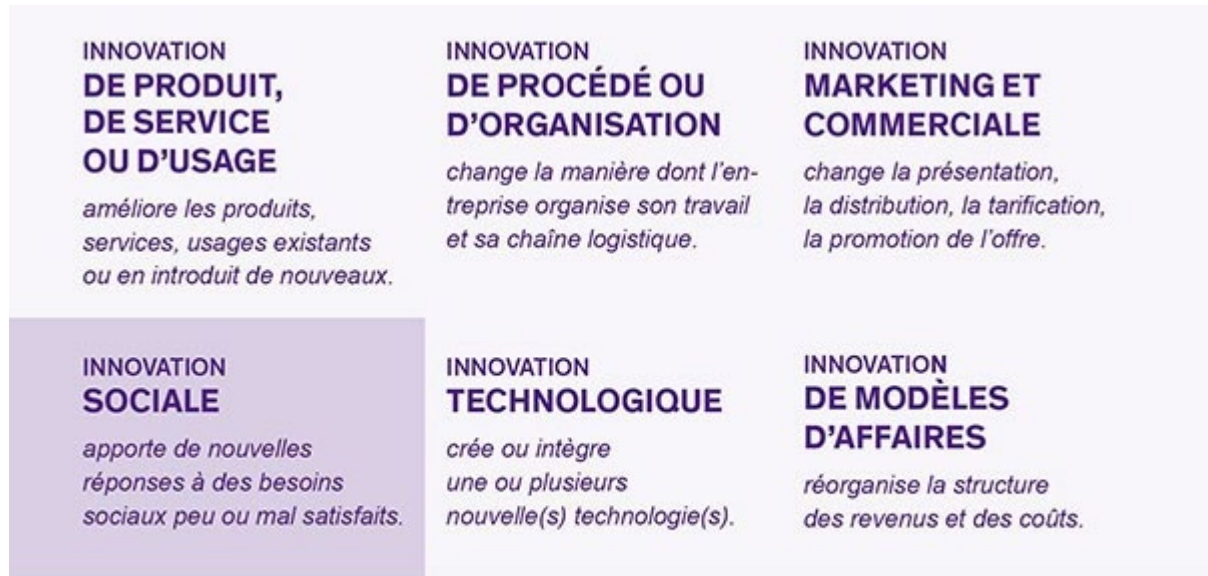 INNOVATION
DE PRODUIT,
DE SERVICE
OU D'USAGE
améliore les produits,
services, usages existants
ou en introduit de nouveaux.
INNOVATION
DE PROCÉDÉ OU
D'ORGANISATION
change la manière dont l'en-
treprise organise son travail
et sa chaîne logistique.
INNOVATION
MARKETING ET
COMMERCIALE
change la présentation,
la distribution, la tarification,
la promotion de l'offre.
INNOVATION
SOCIALE
apporte de nouvelles
réponses à des besoins
sociaux peu ou mal satisfaits.
INNOVATION
TECHNOLOGIQUE
crée ou intègre
une ou plusieurs
nouvelle(s) technologie(s).
INNOVATION
DE MODÈLES
D'AFFAIRES
réorganise la structure
des revenus et des coûts.